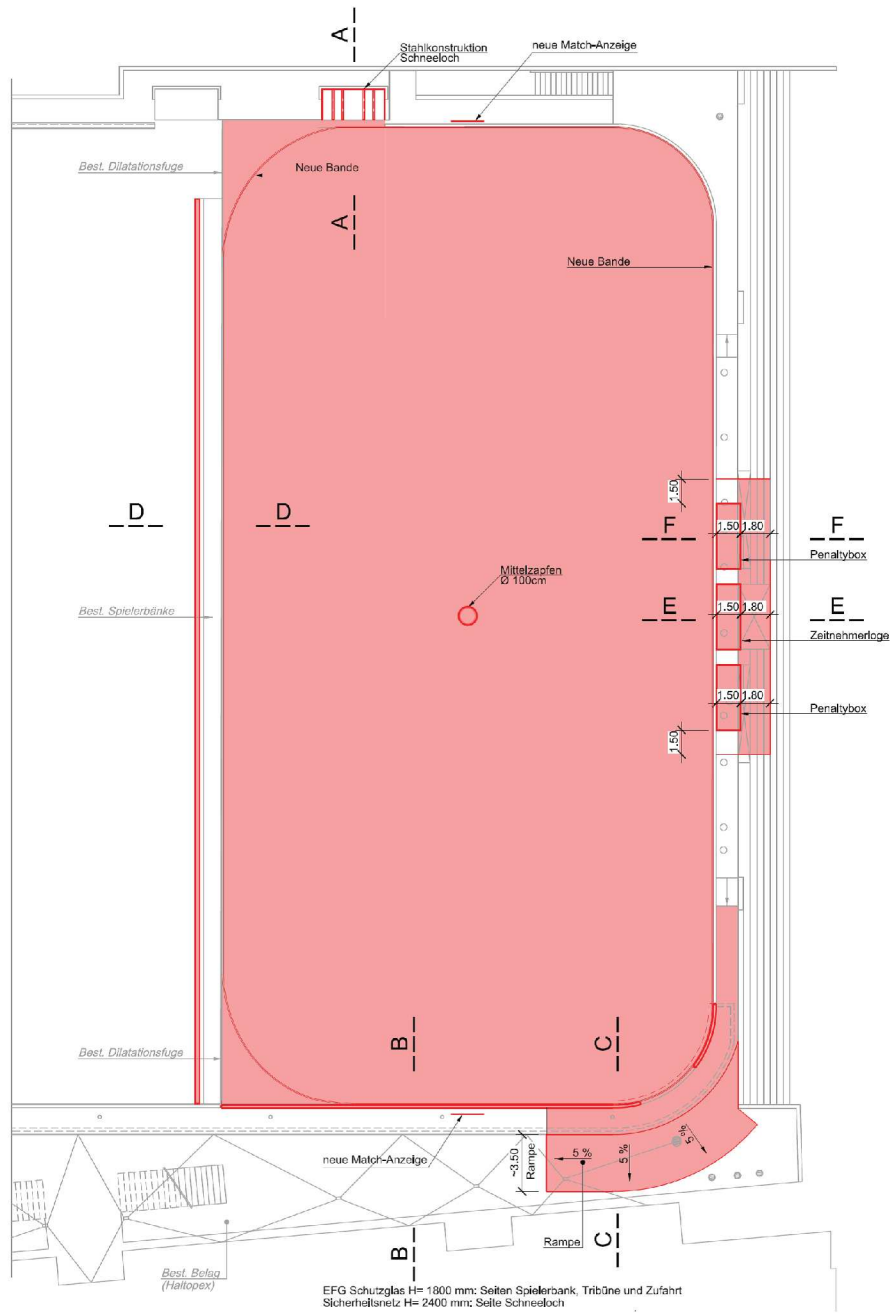 A
Stahlkonstruktion
Schneeloch
neue Match-Anzeige
Best. Dilatationsfuge
Neue Bande
A
Neue Bande
1.50
D
D
F
1.50
1.80
F
Penaltybox
Mittelzapfen
Ø 100cm
E
1.50
1.80
E
Best. Spielerbänke
Zeitnehmerloge
1.50
1.80
Penaltybox
1.50
B
C
Best. Dilatationsfuge
neue Match-Anzeige
~3.50
Rampe
5 %
5 %
5 %
Rampe
B
C
Best. Belag
(Haltopex)
EFG Schutzglas H= 1800 mm: Seiten Spielerbank, Tribüne und Zufahrt
Sicherheitsnetz H= 2400 mm: Seite Schneeloch